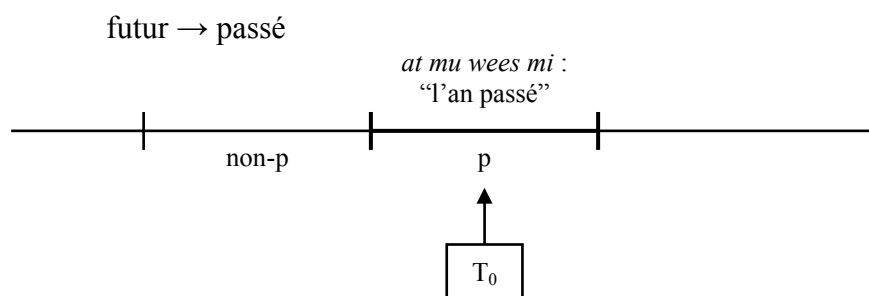 futur → passé
at mu wees mi :
“l’an passé”
non-p
p
T₀